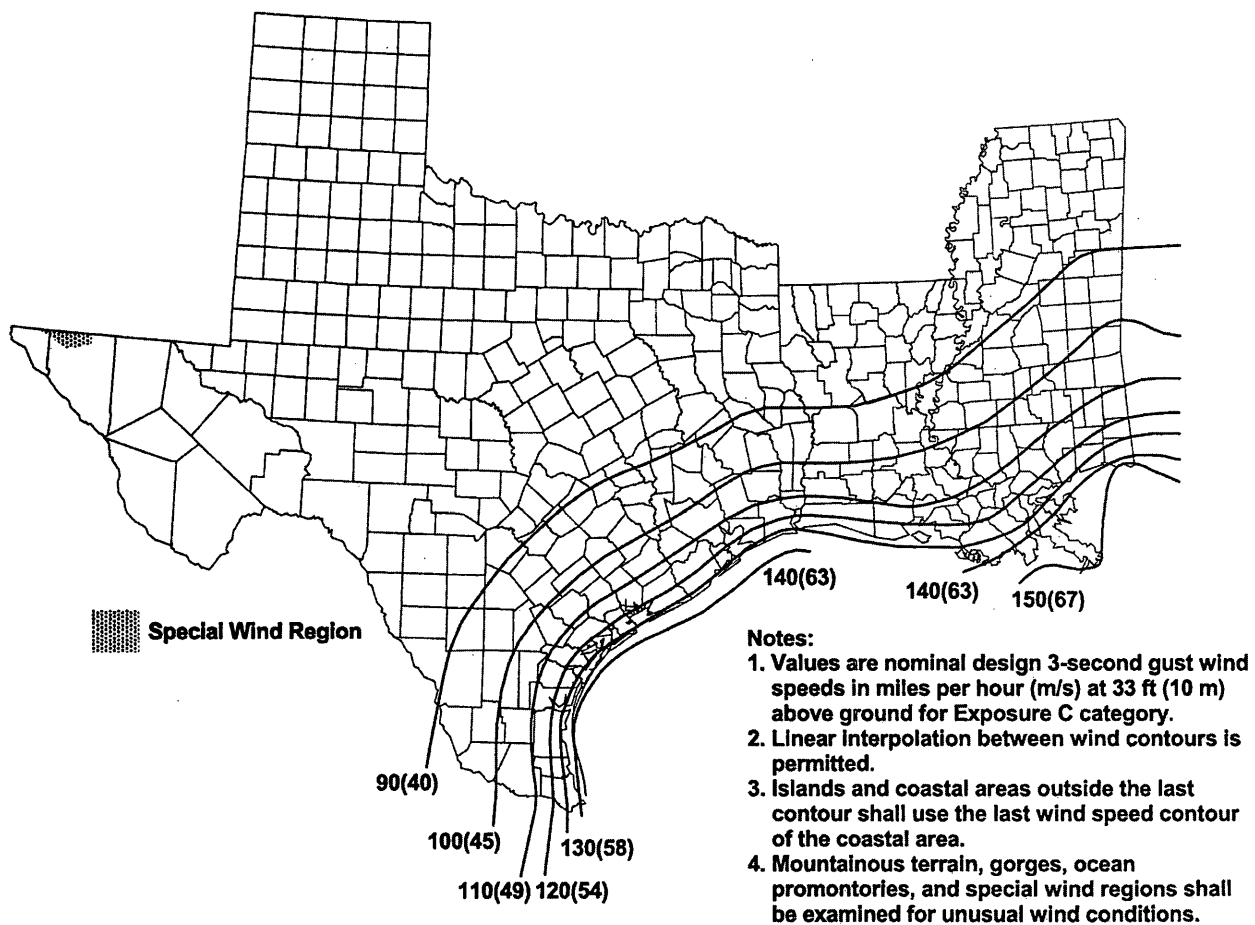 140(63)
140(63)
150(67)
Special Wind Region
90(40)
100(45)
130(58)
110(49)
120(54)
Notes:
1. Values are nominal design 3-second gust wind
speeds in miles per hour (m/s) at 33 ft (10 m)
above ground for Exposure C category.
2. Linear interpolation between wind contours is
permitted.
3. Islands and coastal areas outside the last
contour shall use the last wind speed contour
of the coastal area.
4. Mountainous terrain, gorges, ocean
promontories, and special wind regions shall
be examined for unusual wind conditions.